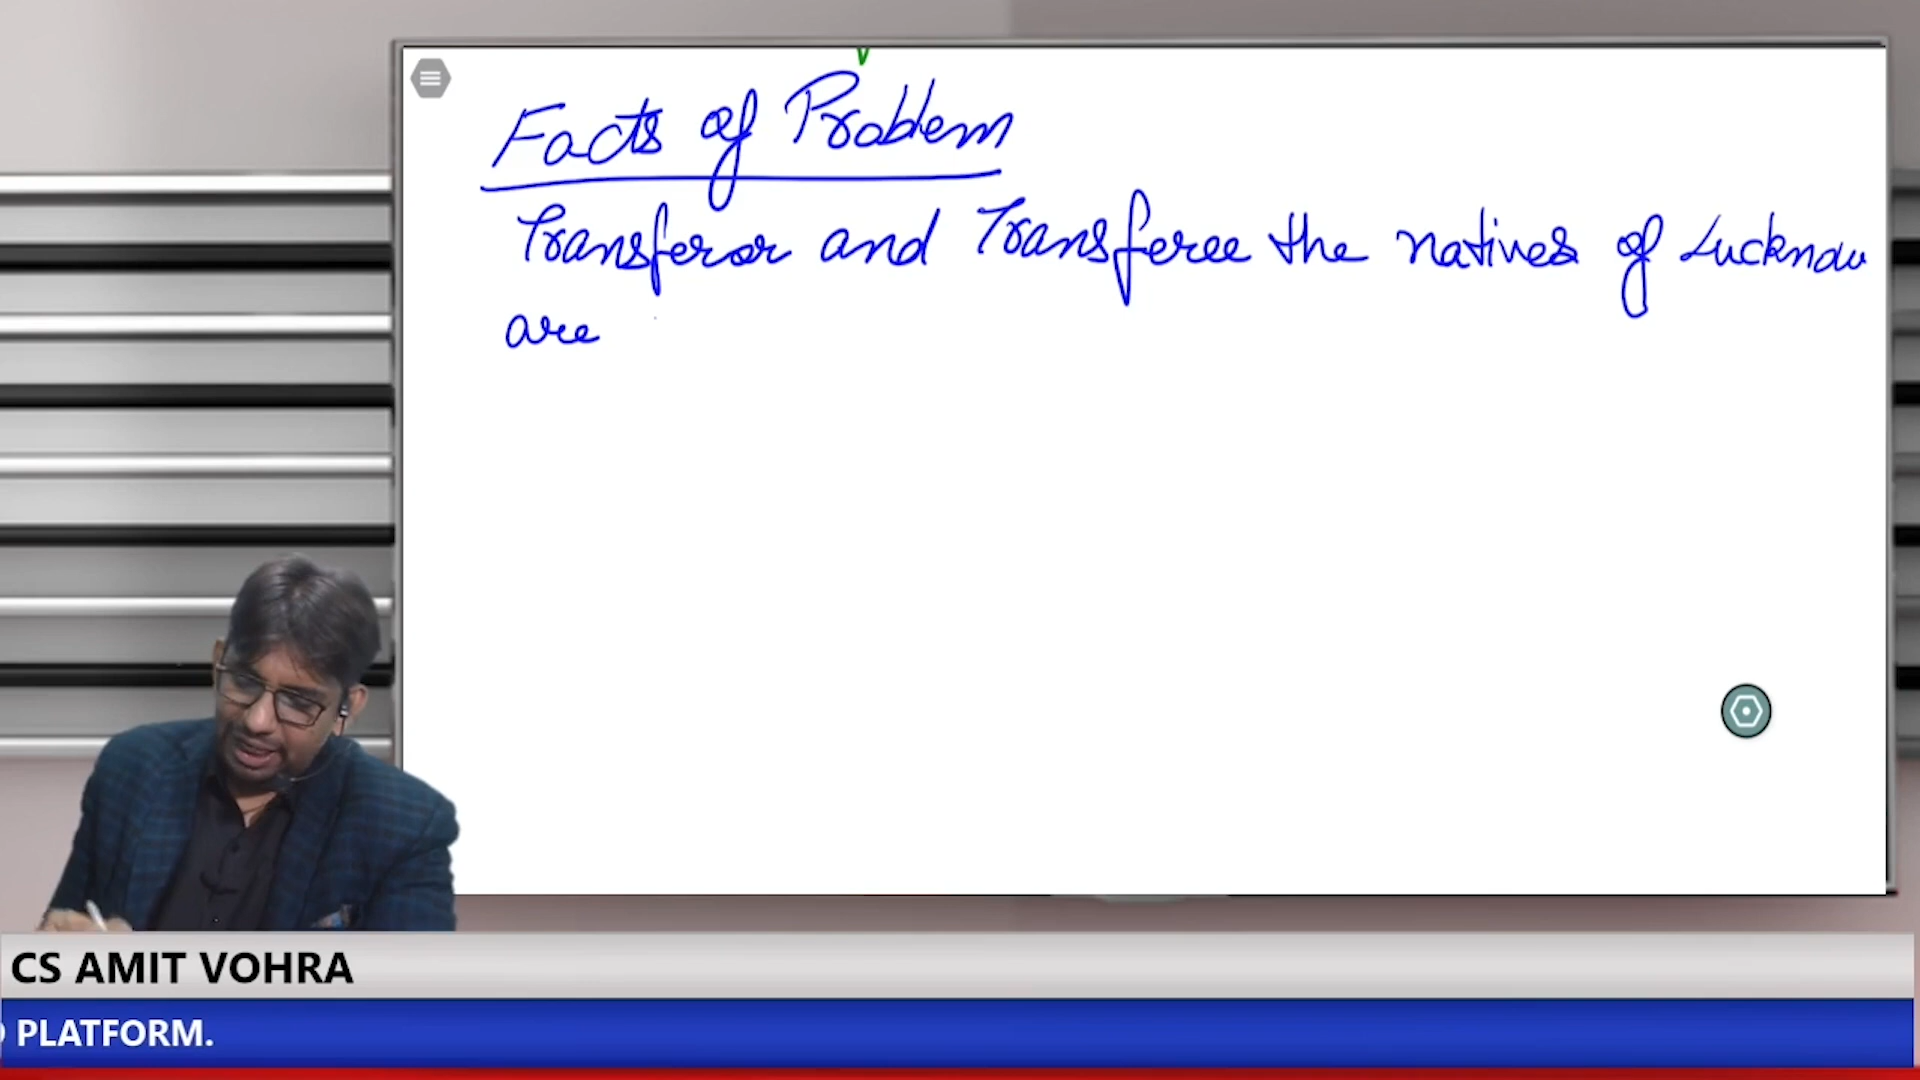 Facts of Problem
Transferor and Transferee the natives of Lucknow
are
CS AMIT VOHRA
PLATFORM.